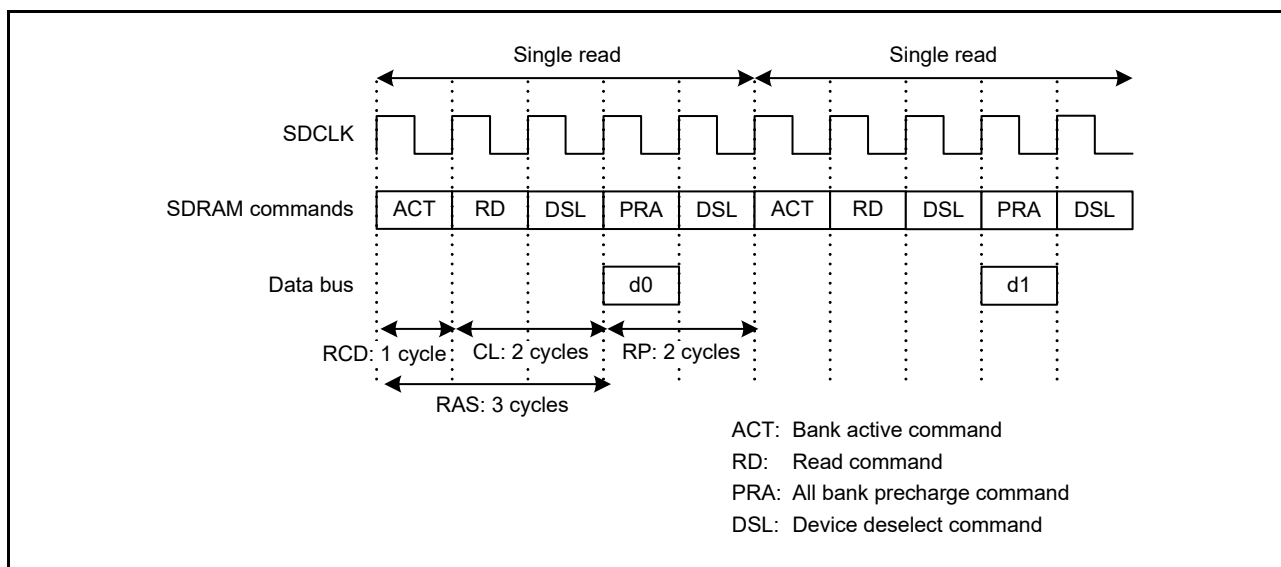 Single read Single read
SDCLK
SDRAM commands ACT RD DSL PRA DSL ACT RD DSL PRA DSL
Data bus d0 d1
RCD: 1 cycle CL: 2 cycles RP: 2 cycles
RAS: 3 cycles
ACT: Bank active command
RD: Read command
PRA: All bank precharge command
DSL: Device deselect command